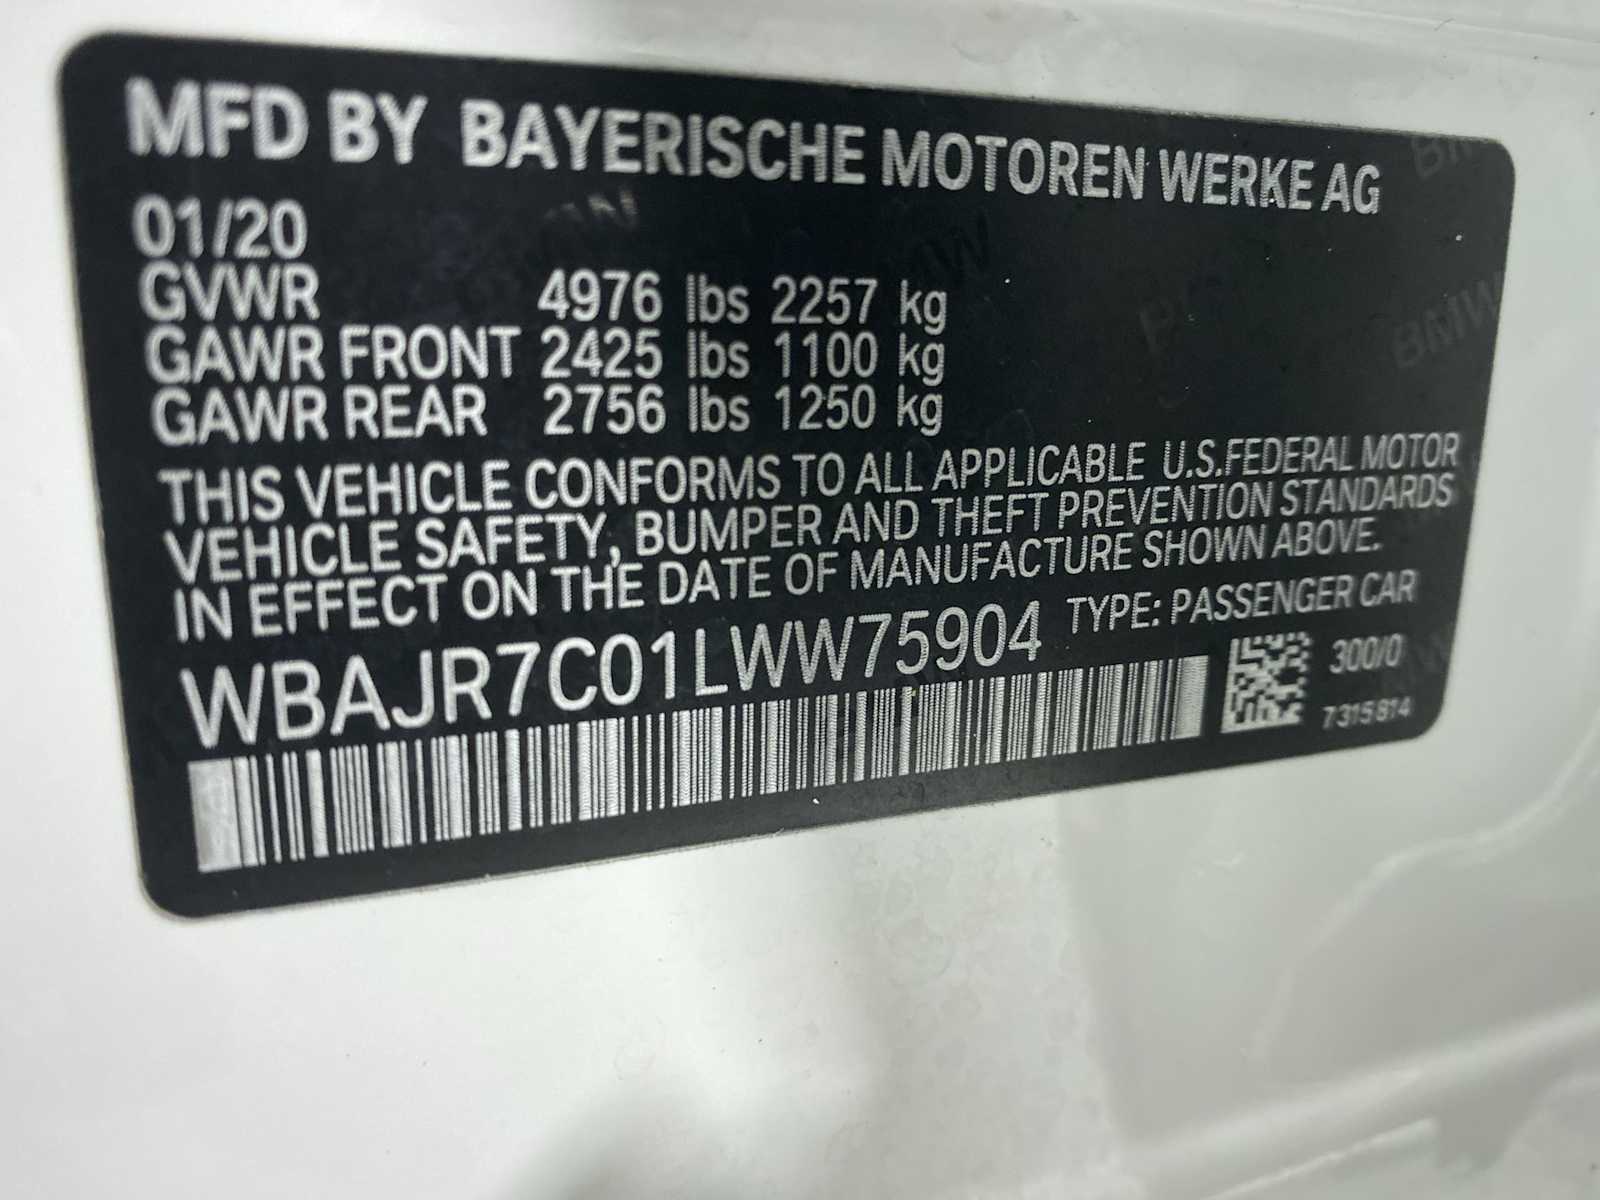 MFD BY BAYERISCHE MOTOREN WERKE AG
01/20
GVWR 4976 lbs 2257 kg
GAWR FRONT 2425 lbs 1100 kg
GAWR REAR 2756 lbs 1250 kg
THIS VEHICLE CONFORMS TO ALL APPLICABLE U.S.FEDERAL MOTOR
VEHICLE SAFETY, BUMPER AND THEFT PREVENTION STANDARDS
IN EFFECT ON THE DATE OF MANUFACTURE SHOWN ABOVE.
WBAJR7C01LWW75904 TYPE: PASSENGER CAR
300/0
7315814
BMW
BMW